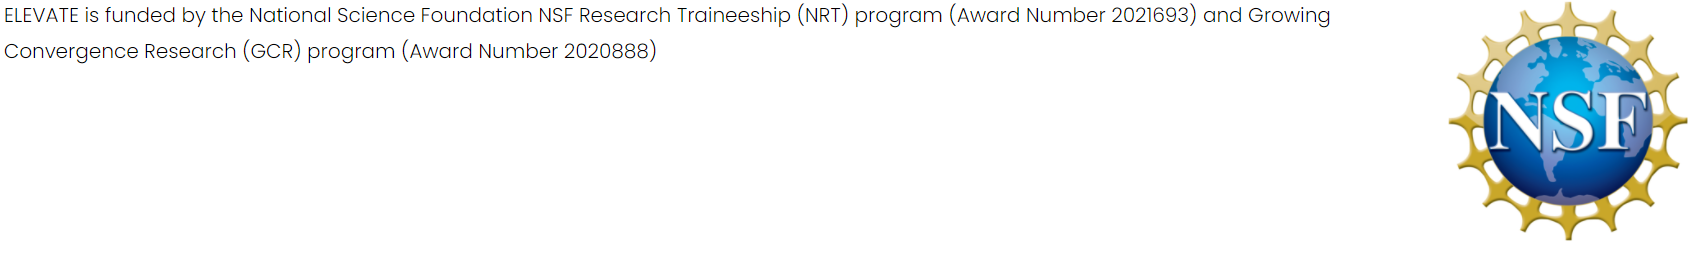 ELEVATE is funded by the National Science Foundation NSF Research Traineeship (NRT) program (Award Number 2021693) and Growing
Convergence Research (GCR) program (Award Number 2020888)
NSF